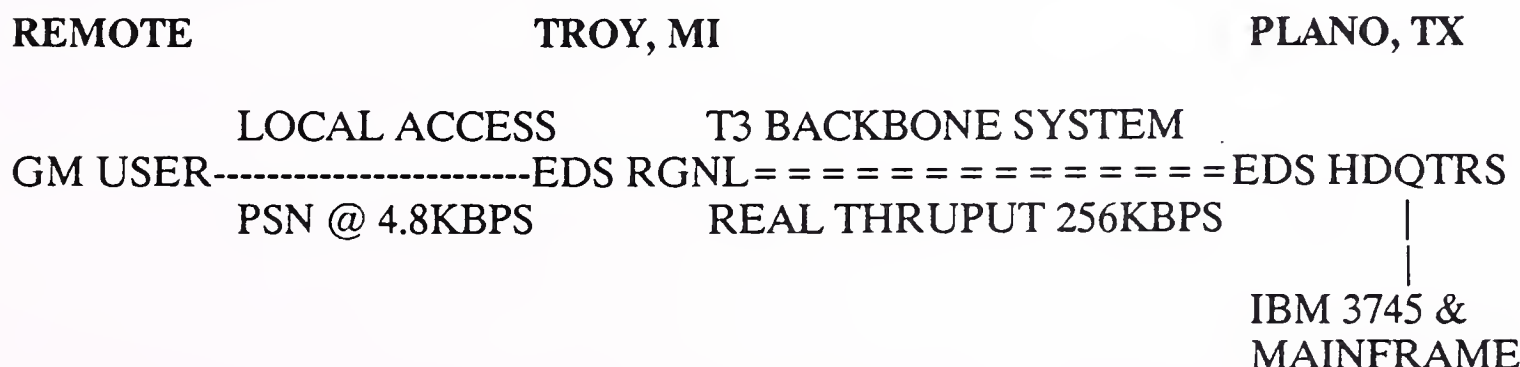 REMOTE TROY, MI PLANO, TX
LOCAL ACCESS T3 BACKBONE SYSTEM
GM USER-----------------------EDS RGNL= = = = = = = = = = = = = =EDS HDQTRS
PSN @ 4.8KBPS REAL THRUPUT 256KBPS |
|
IBM 3745 &
MAINFRAME